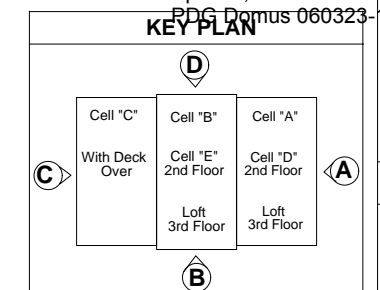 PDG Domus 060323-
KEY PLAN
D
Cell "C"
Cell "B"
Cell "A"
With Deck
Over
Cell "E"
2nd Floor
Cell "D"
2nd Floor
C
A
Loft
3rd Floor
Loft
3rd Floor
B